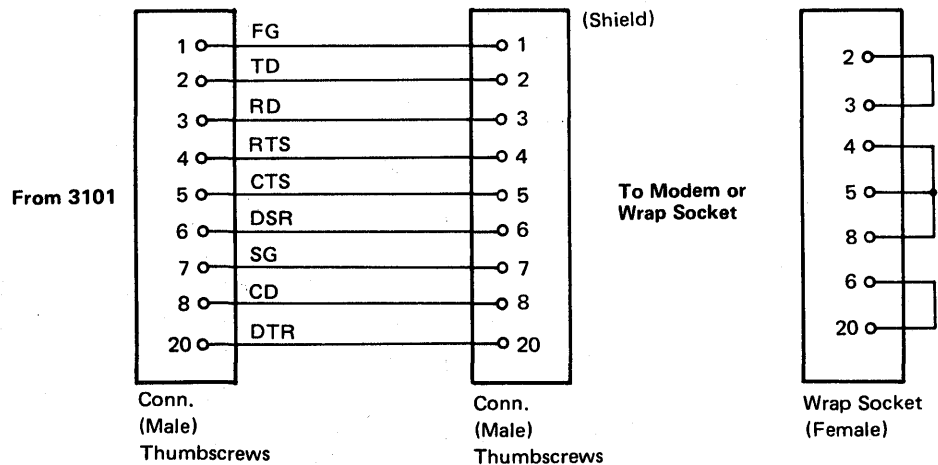 (Shield)
1 FG 1
2 TD 2
3 RD 3
4 RTS 4
5 CTS 5
6 DSR 6
7 SG 7
8 CD 8
20 DTR 20
From 3101
To Modem or
Wrap Socket
2
3
4
5
8
6
20
Conn.
(Male)
Thumbscrews
Conn.
(Male)
Thumbscrews
Wrap Socket
(Female)